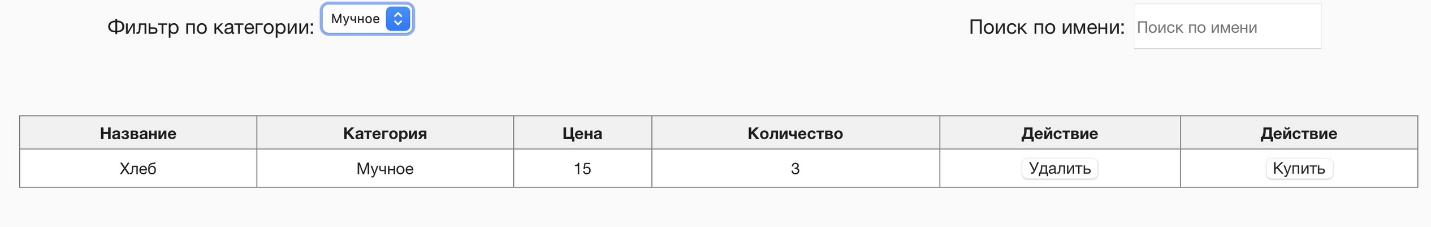 Фильтр по категории: Мучное Поиск по имени: Поиск по имени
Название Категория Цена Количество Действие Действие
Хлеб Мучное 15 3 Удалить Купить